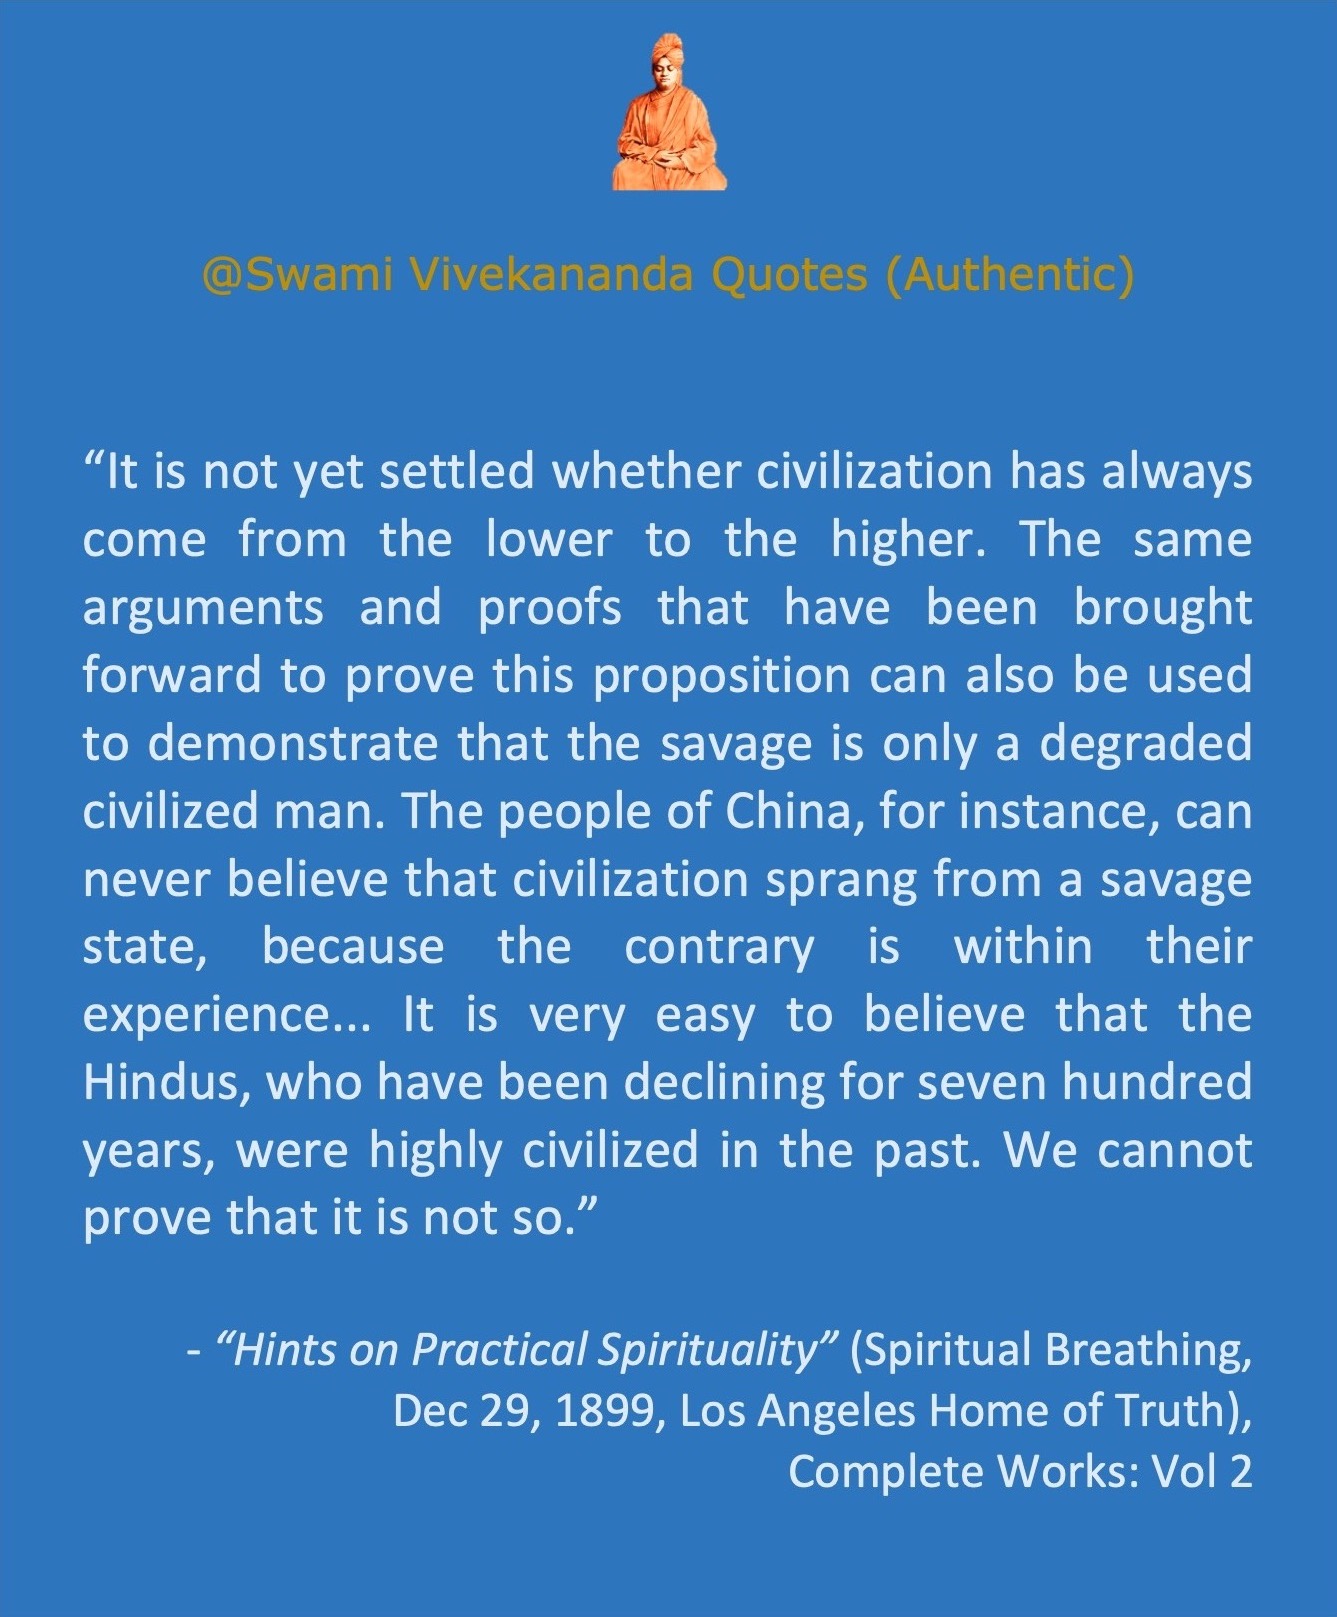 @Swami Vivekananda Quotes (Authentic)
“It is not yet settled whether civilization has always
come from the lower to the higher. The same
arguments and proofs that have been brought
forward to prove this proposition can also be used
to demonstrate that the savage is only a degraded
civilized man. The people of China, for instance, can
never believe that civilization sprang from a savage
state, because the contrary is within their
experience... It is very easy to believe that the
Hindus, who have been declining for seven hundred
years, were highly civilized in the past. We cannot
prove that it is not so.”
- “Hints on Practical Spirituality” (Spiritual Breathing,
Dec 29, 1899, Los Angeles Home of Truth),
Complete Works: Vol 2